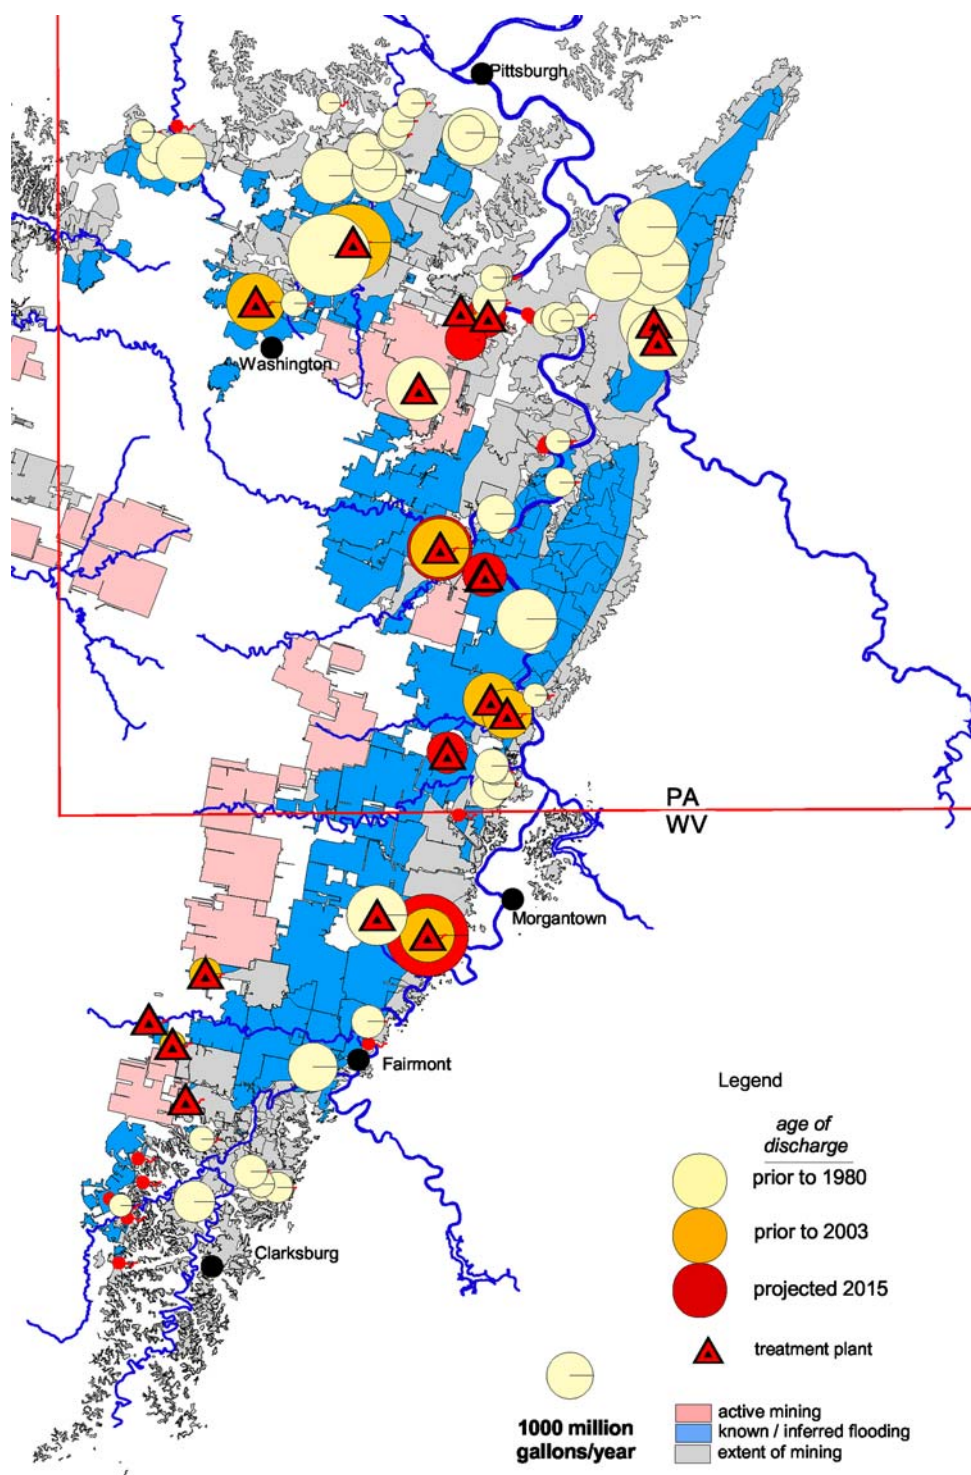 Pittsburgh
Washington
PA
WV
Morgantown
Fairmont
Clarksburg
Legend
age of
discharge
prior to 1980
prior to 2003
projected 2015
treatment plant
1000 million
gallons/year
active mining
known / inferred flooding
extent of mining